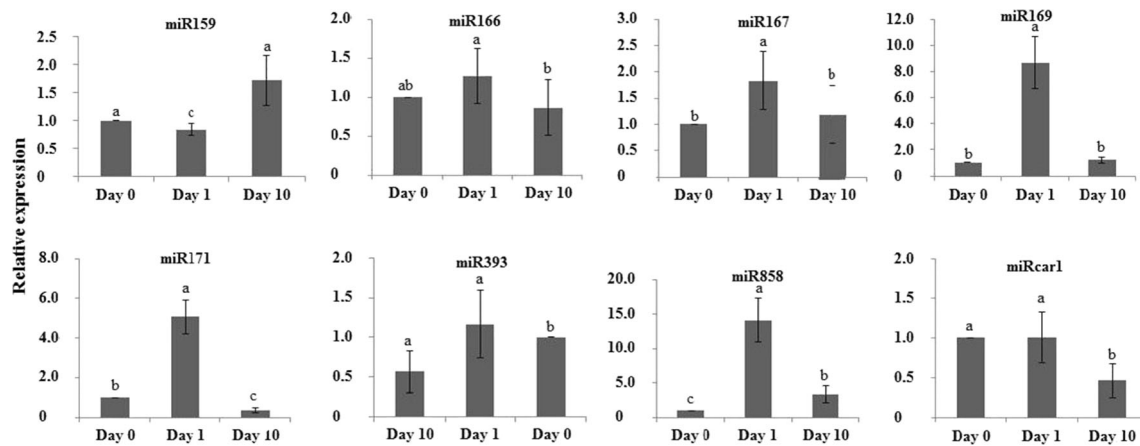 Relative expression
miR159
2.5
2.0
1.5
1.0
0.5
0
a
c
a
Day 0 Day 1 Day 10
miR166
2.0
1.5
1.0
0.5
0
ab
a
b
Day 0 Day 1 Day 10
miR167
3.0
2.5
2.0
1.5
1.0
0.5
0
b
a
b
Day 0 Day 1 Day 10
miR169
12.0
10.0
8.0
6.0
4.0
2.0
0
b
a
b
Day 0 Day 1 Day 10
miR171
8.0
6.0
4.0
2.0
0
b
a
c
Day 0 Day 1 Day 10
miR393
2.0
1.5
1.0
0.5
0
a
a
b
Day 10 Day 1 Day 0
miR858
20.0
15.0
10.0
5.0
0
c
a
b
Day 0 Day 1 Day 10
miRcar1
2.0
1.5
1.0
0.5
0
a
a
b
Day 0 Day 1 Day 10